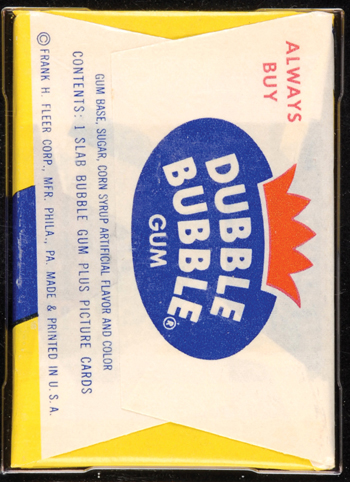 ALWAYS
BUY
DUBBLE
BUBBLE®
GUM
GUM BASE, SUGAR, CORN SYRUP ARTIFICIAL FLAVOR AND COLOR
CONTENTS: 1 SLAB BUBBLE GUM PLUS PICTURE CARDS
© FRANK H. FLEER CORP., MFR. PHILA., PA. MADE & PRINTED IN U.S.A.